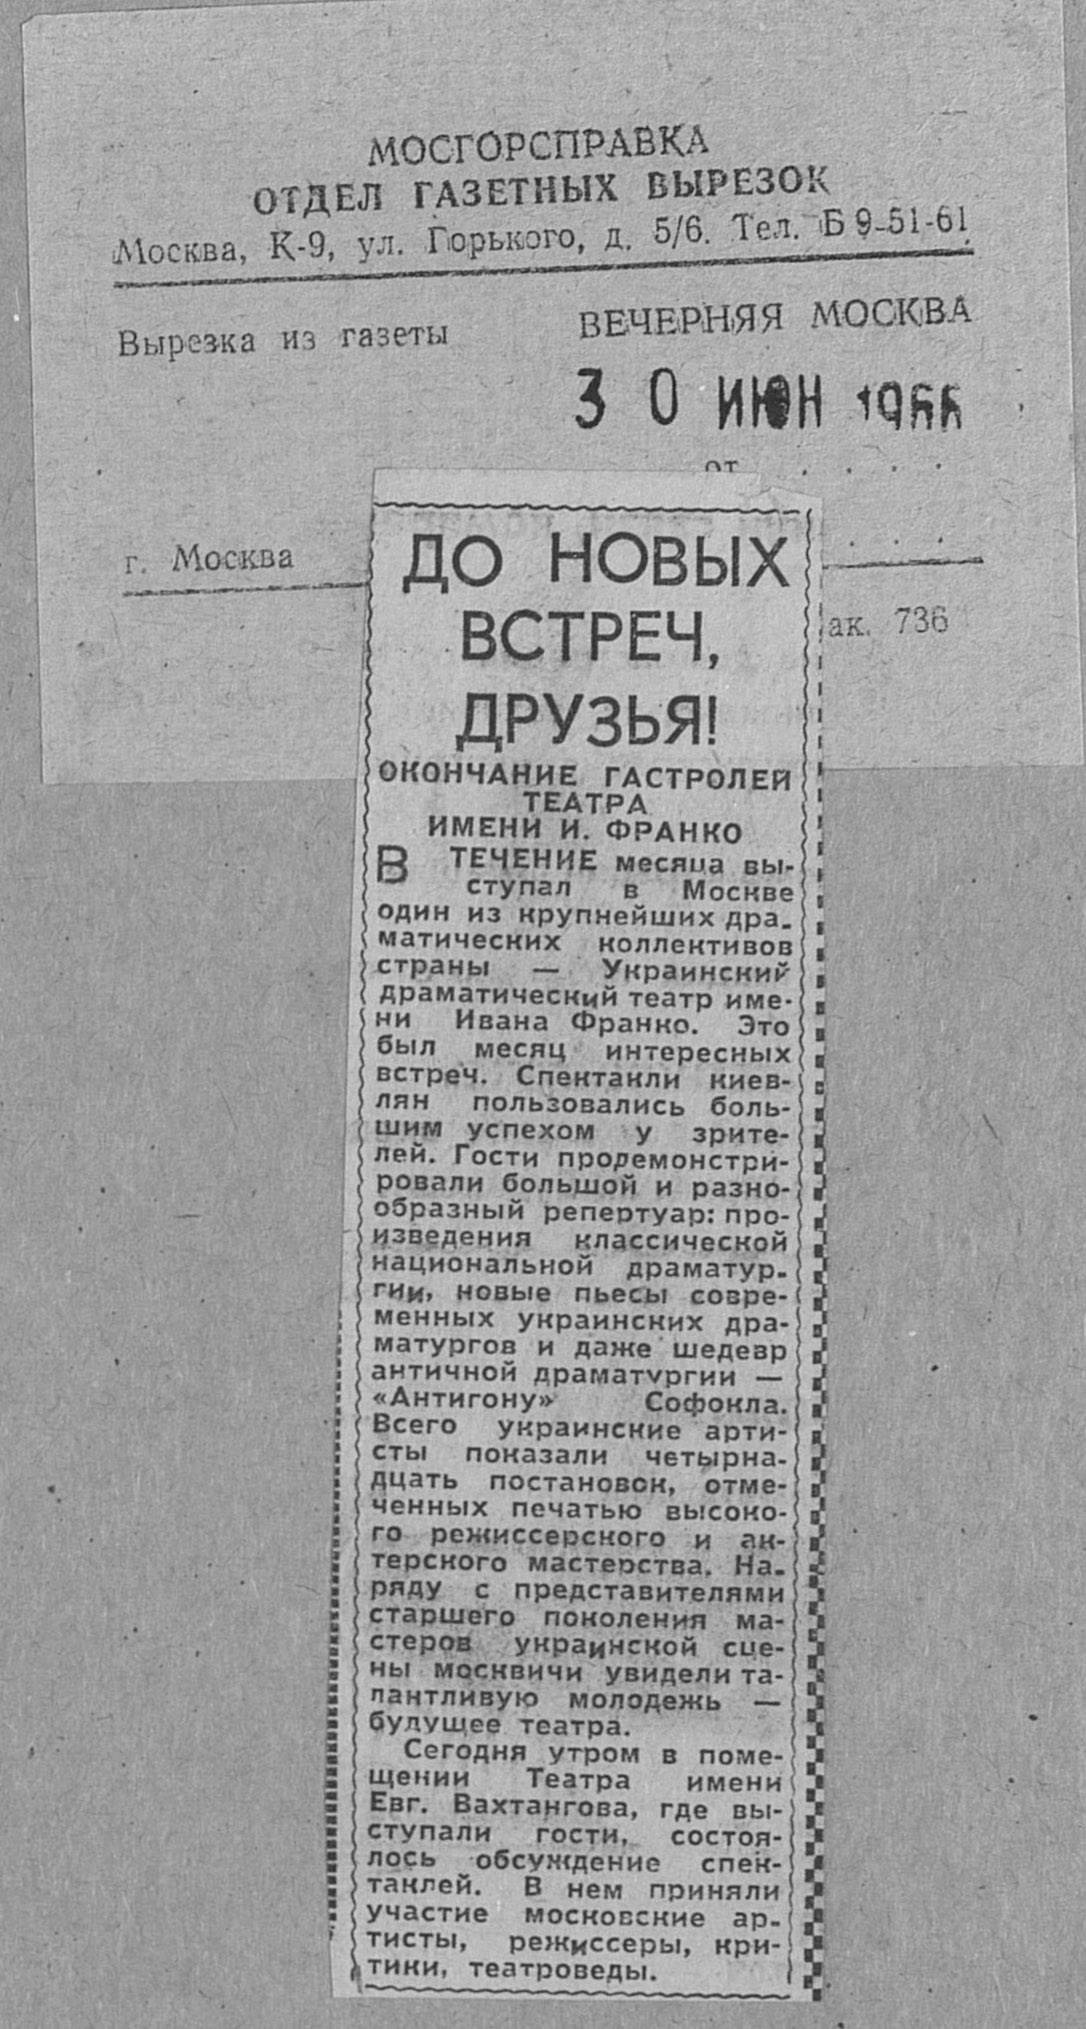 МОСГОРСПРАВКА
ОТДЕЛ ГАЗЕТНЫХ ВЫРЕЗОК
Москва, К-9, ул. Горького, д. 5/6. Тел. Б 9-51-61
Вырезка из газеты
ВЕЧЕРНЯЯ МОСКВА
30 ИЮН 1966
от . . . .
г. Москва . . .
ак. 736
ДО НОВЫХ
ВСТРЕЧ,
ДРУЗЬЯ!
ОКОНЧАНИЕ ГАСТРОЛЕЙ
ТЕАТРА
ИМЕНИ И. ФРАНКО
В ТЕЧЕНИЕ месяца вы-
ступал в Москве
один из крупнейших дра-
матических коллективов
страны — Украинский
драматический театр име-
ни Ивана Франко. Это
был месяц интересных
встреч. Спектакли киев-
лян пользовались боль-
шим успехом у зрите-
лей. Гости продемонстри-
ровали большой и разно-
образный репертуар: про-
изведения классической
национальной драматур-
гии, новые пьесы совре-
менных украинских дра-
матургов и даже шедевр
античной драматургии —
«Антигону» Софокла.
Всего украинские арти-
сты показали четырна-
дцать постановок, отме-
ченных печатью высоко-
го режиссерского и ак-
терского мастерства. На-
ряду с представителями
старшего поколения ма-
стеров украинской сце-
ны москвичи увидели та-
лантливую молодежь —
будущее театра.
Сегодня утром в поме-
щении Театра имени
Евг. Вахтангова, где вы-
ступали гости, состоя-
лось обсуждение спек-
таклей. В нем приняли
участие московские ар-
тисты, режиссеры, кри-
тики, театроведы.